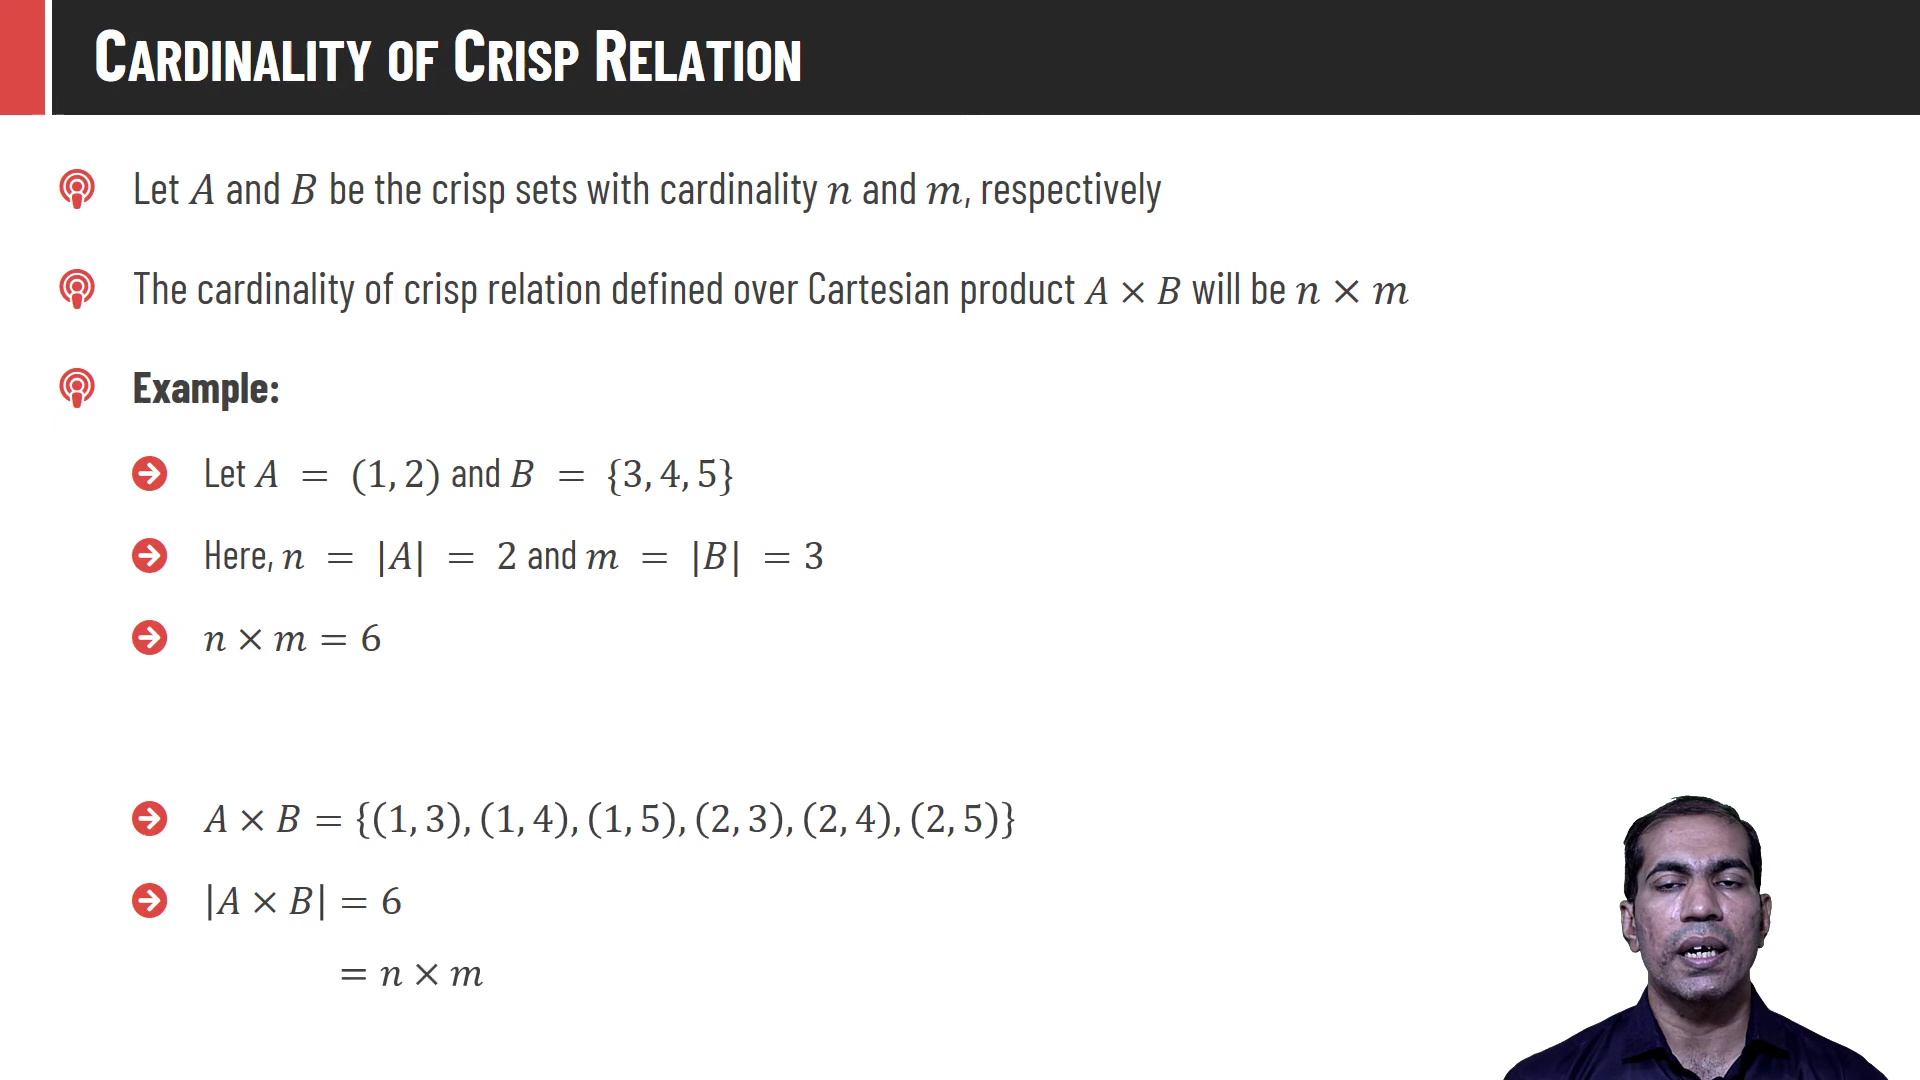 CARDINALITY OF CRISP RELATION
Let A and B be the crisp sets with cardinality n and m, respectively
The cardinality of crisp relation defined over Cartesian product A × B will be n × m
Example:
Let A = (1, 2) and B = {3, 4, 5}
Here, n = |A| = 2 and m = |B| = 3
n × m = 6
A × B = {(1, 3), (1, 4), (1, 5), (2, 3), (2, 4), (2, 5)}
|A × B| = 6
= n × m